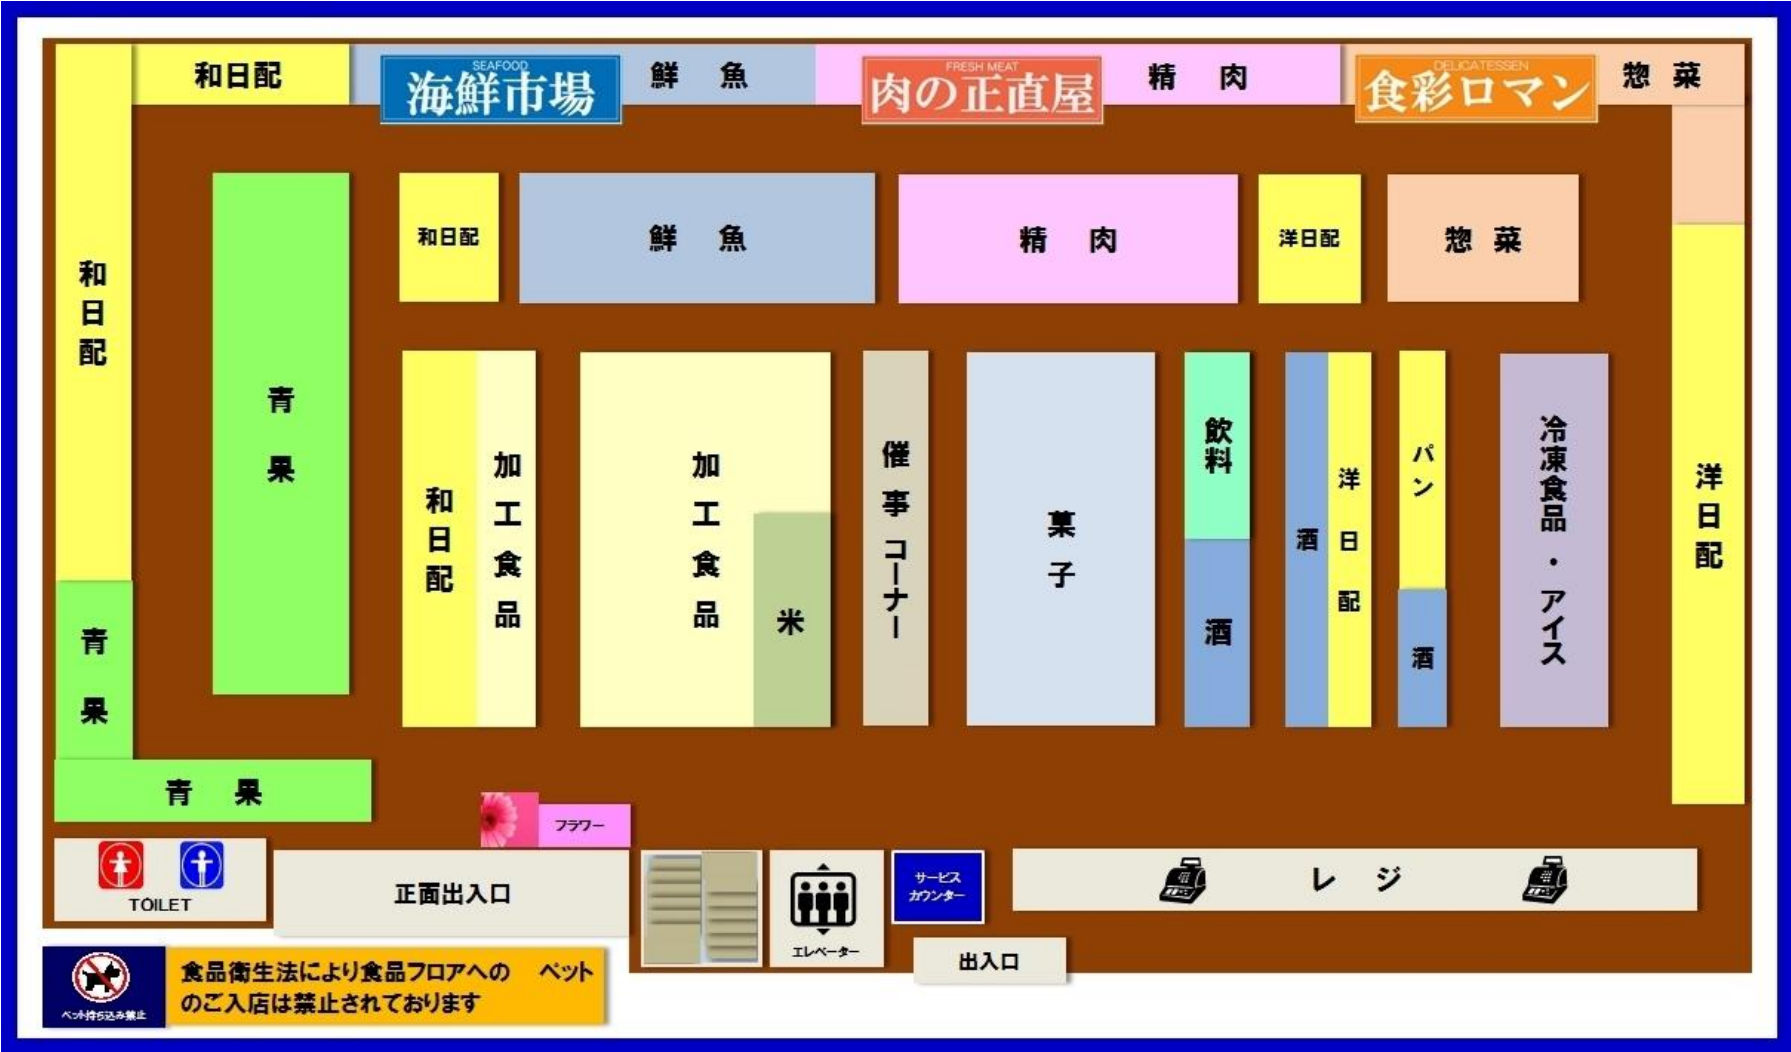 和日配
SEAFOOD
海鮮市場
鮮魚
FRESH MEAT
肉の正直屋
精肉
DELICATESSEN
食彩ロマン
惣菜
和日配
青果
和日配
鮮魚
精肉
洋日配
惣菜
洋日配
和日配
加工食品
加工食品
米
催事コーナー
菓子
飲料
酒
酒
洋日配
パン
酒
冷凍食品・アイス
青果
青果
フラワー
TOILET
正面出入口
エレベーター
サービス
カウンター
レジ
出入口
ペット持ち込み禁止
食品衛生法により食品フロアへの ペット
のご入店は禁止されております